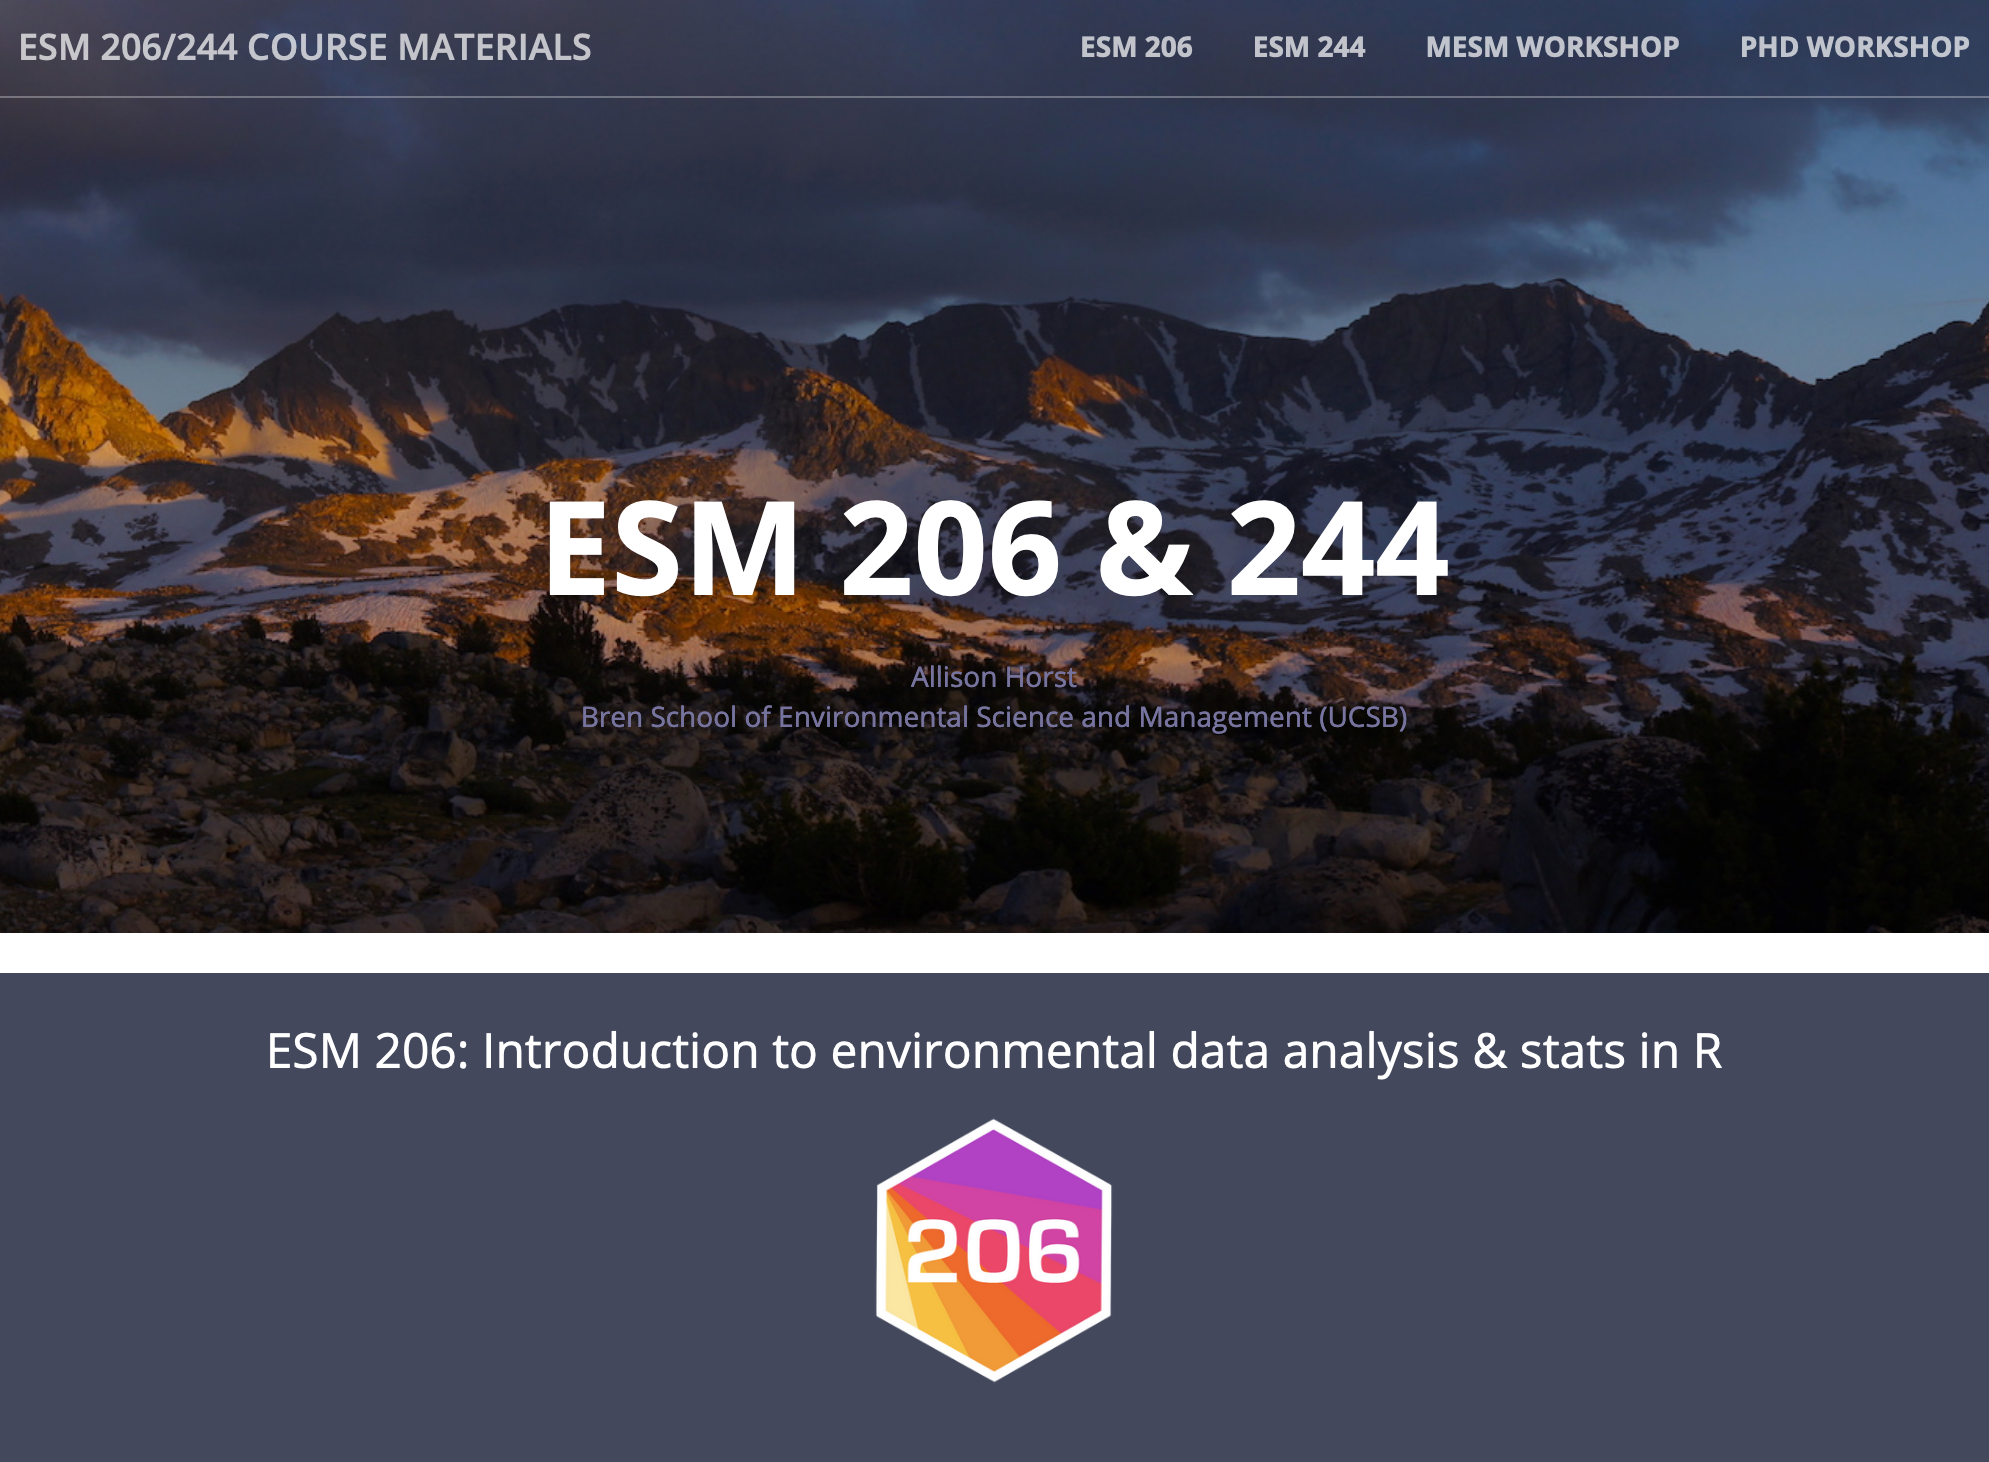 ESM 206/244 COURSE MATERIALS
ESM 206 ESM 244 MESM WORKSHOP PHD WORKSHOP
ESM 206 & 244
Allison Horst
Bren School of Environmental Science and Management (UCSB)
ESM 206: Introduction to environmental data analysis & stats in R
206